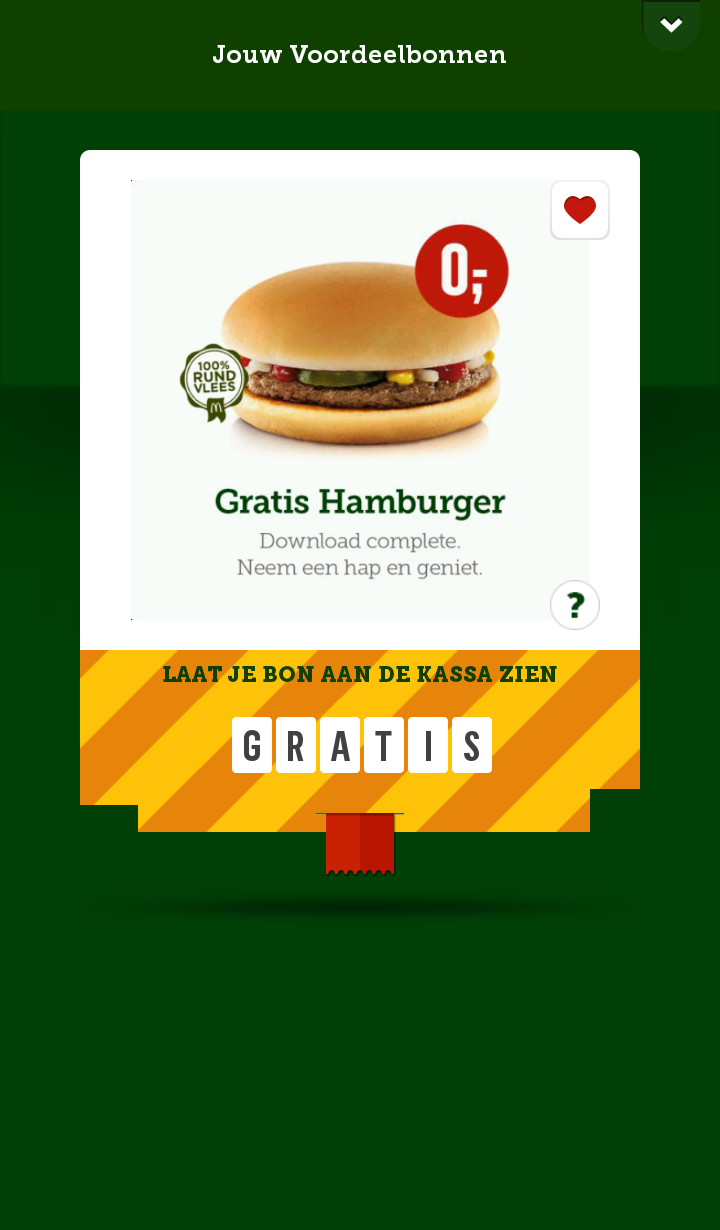 Jouw Voordeelbonnen
0,-
100%
RUND
VLEES
Gratis Hamburger
Download complete.
Neem een hap en geniet.
?
LAAT JE BON AAN DE KASSA ZIEN
GRATIS